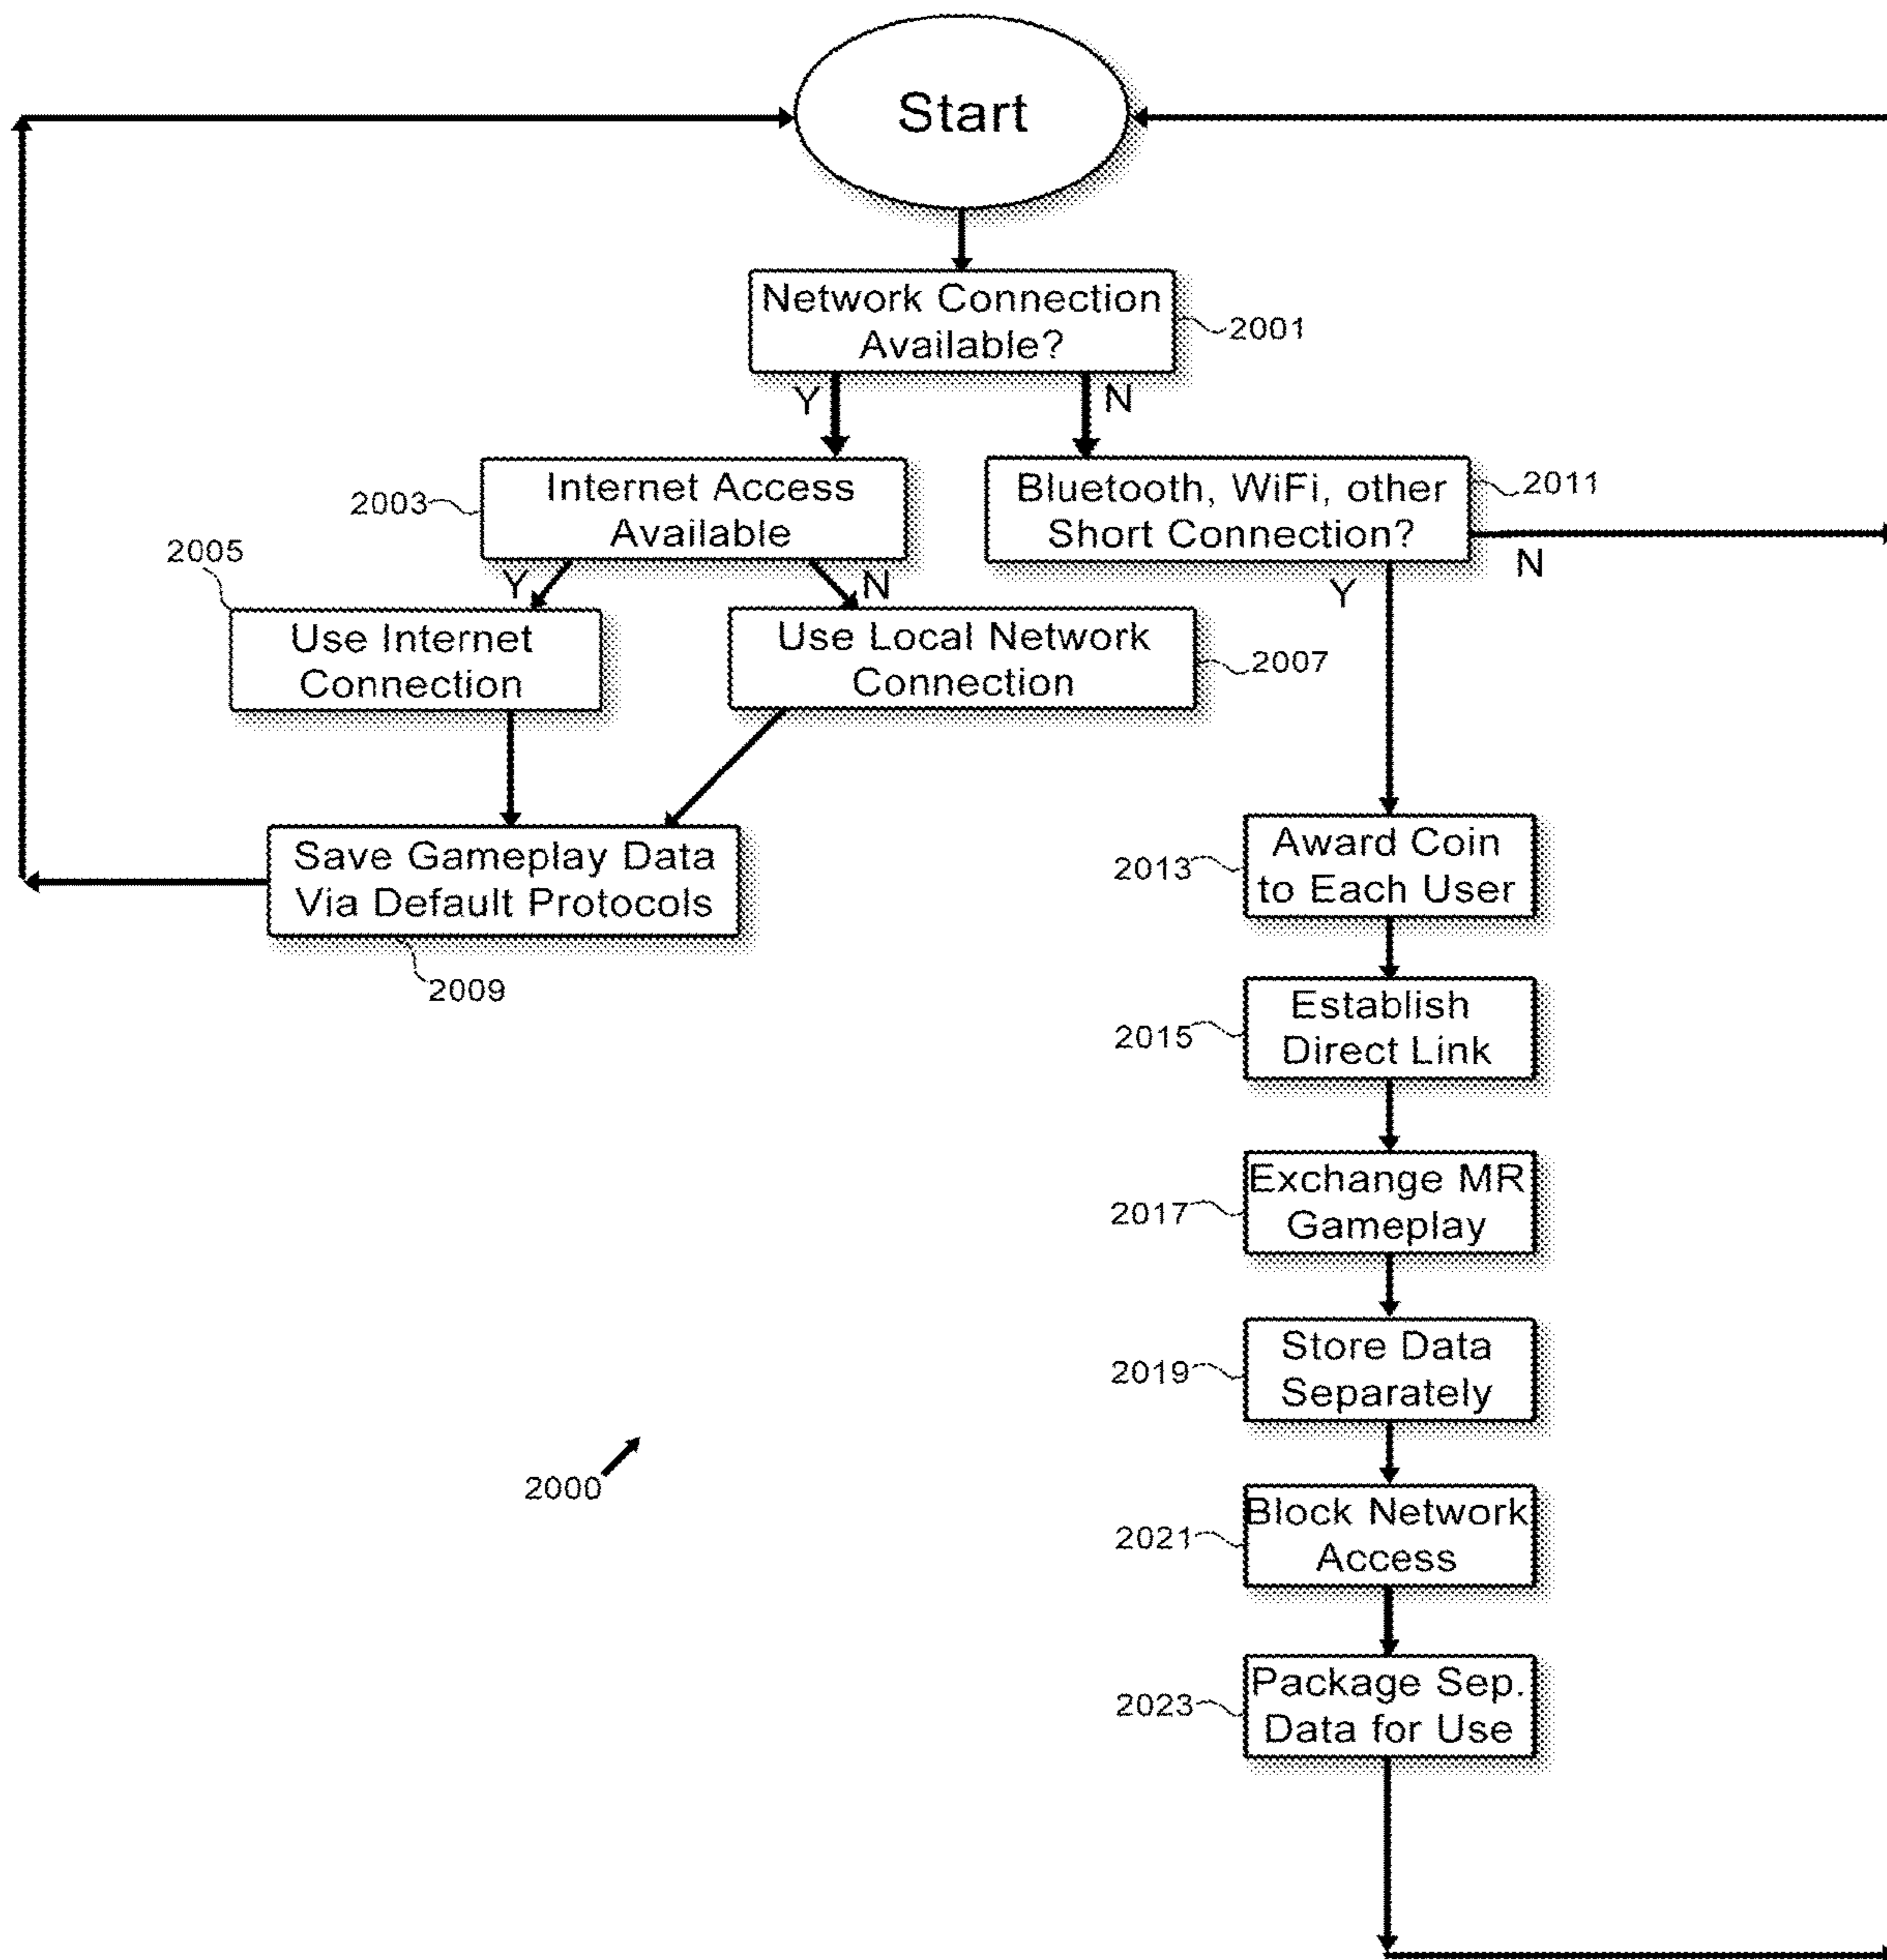 Start
Network Connection
Available?
2001
Y
N
Internet Access
Available
2003
Bluetooth, WiFi, other
Short Connection?
2011
N
2005
Y
N
Y
Use Internet
Connection
Use Local Network
Connection
2007
Save Gameplay Data
Via Default Protocols
2009
Award Coin
to Each User
2013
Establish
Direct Link
2015
Exchange MR
Gameplay
2017
Store Data
Separately
2019
2000
Block Network
Access
2021
Package Sep.
Data for Use
2023